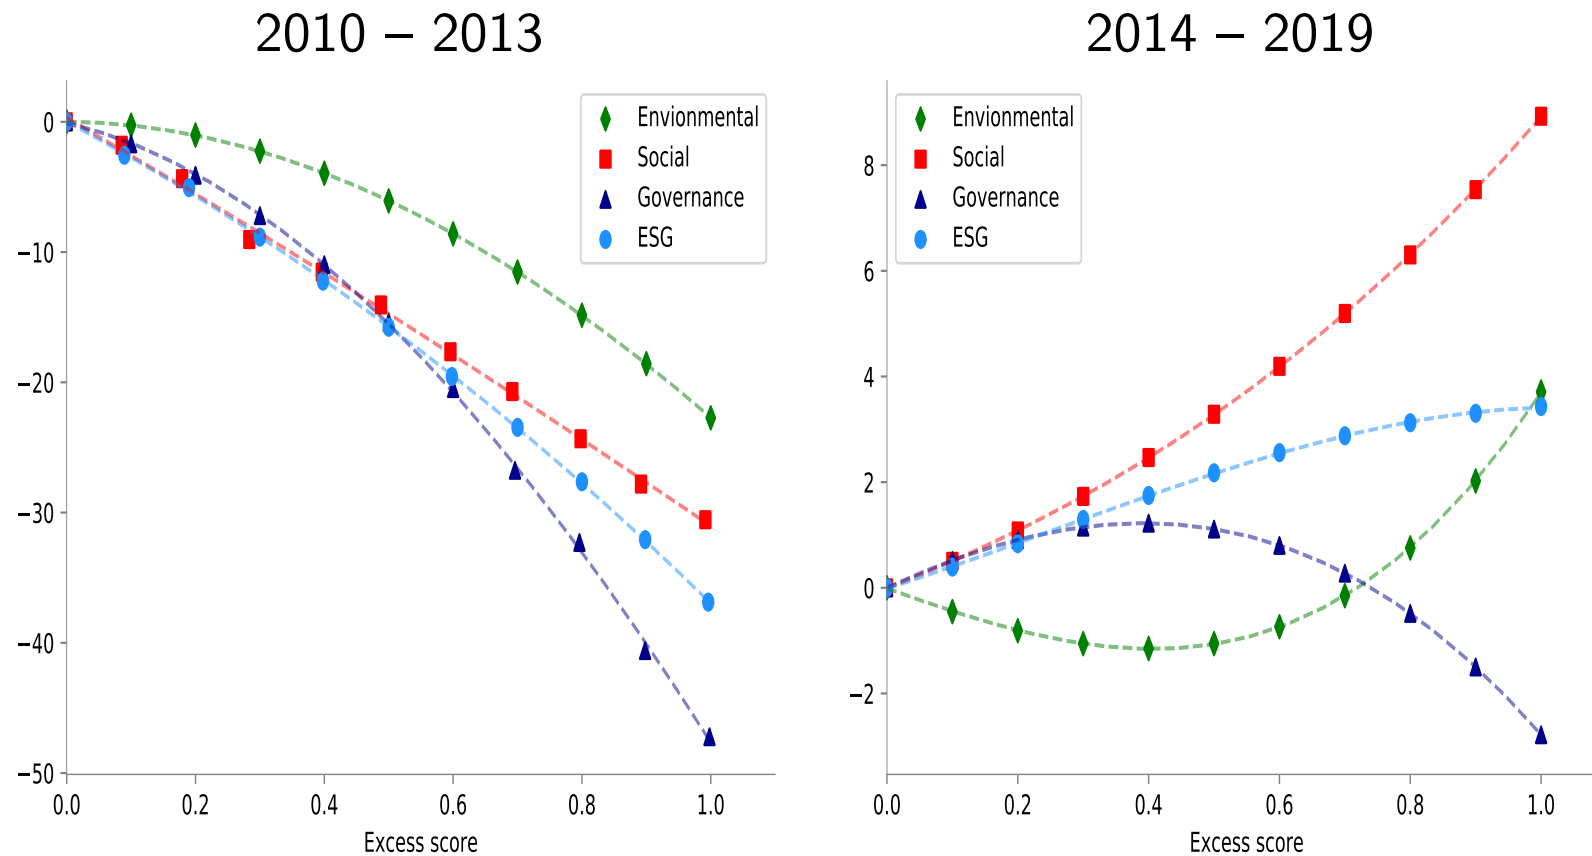 2010 – 2013
0
−10
−20
−30
−40
−50
0.0 0.2 0.4 0.6 0.8 1.0
Excess score
Envionmental
Social
Governance
ESG
2014 – 2019
8
6
4
2
0
−2
0.0 0.2 0.4 0.6 0.8 1.0
Excess score
Envionmental
Social
Governance
ESG